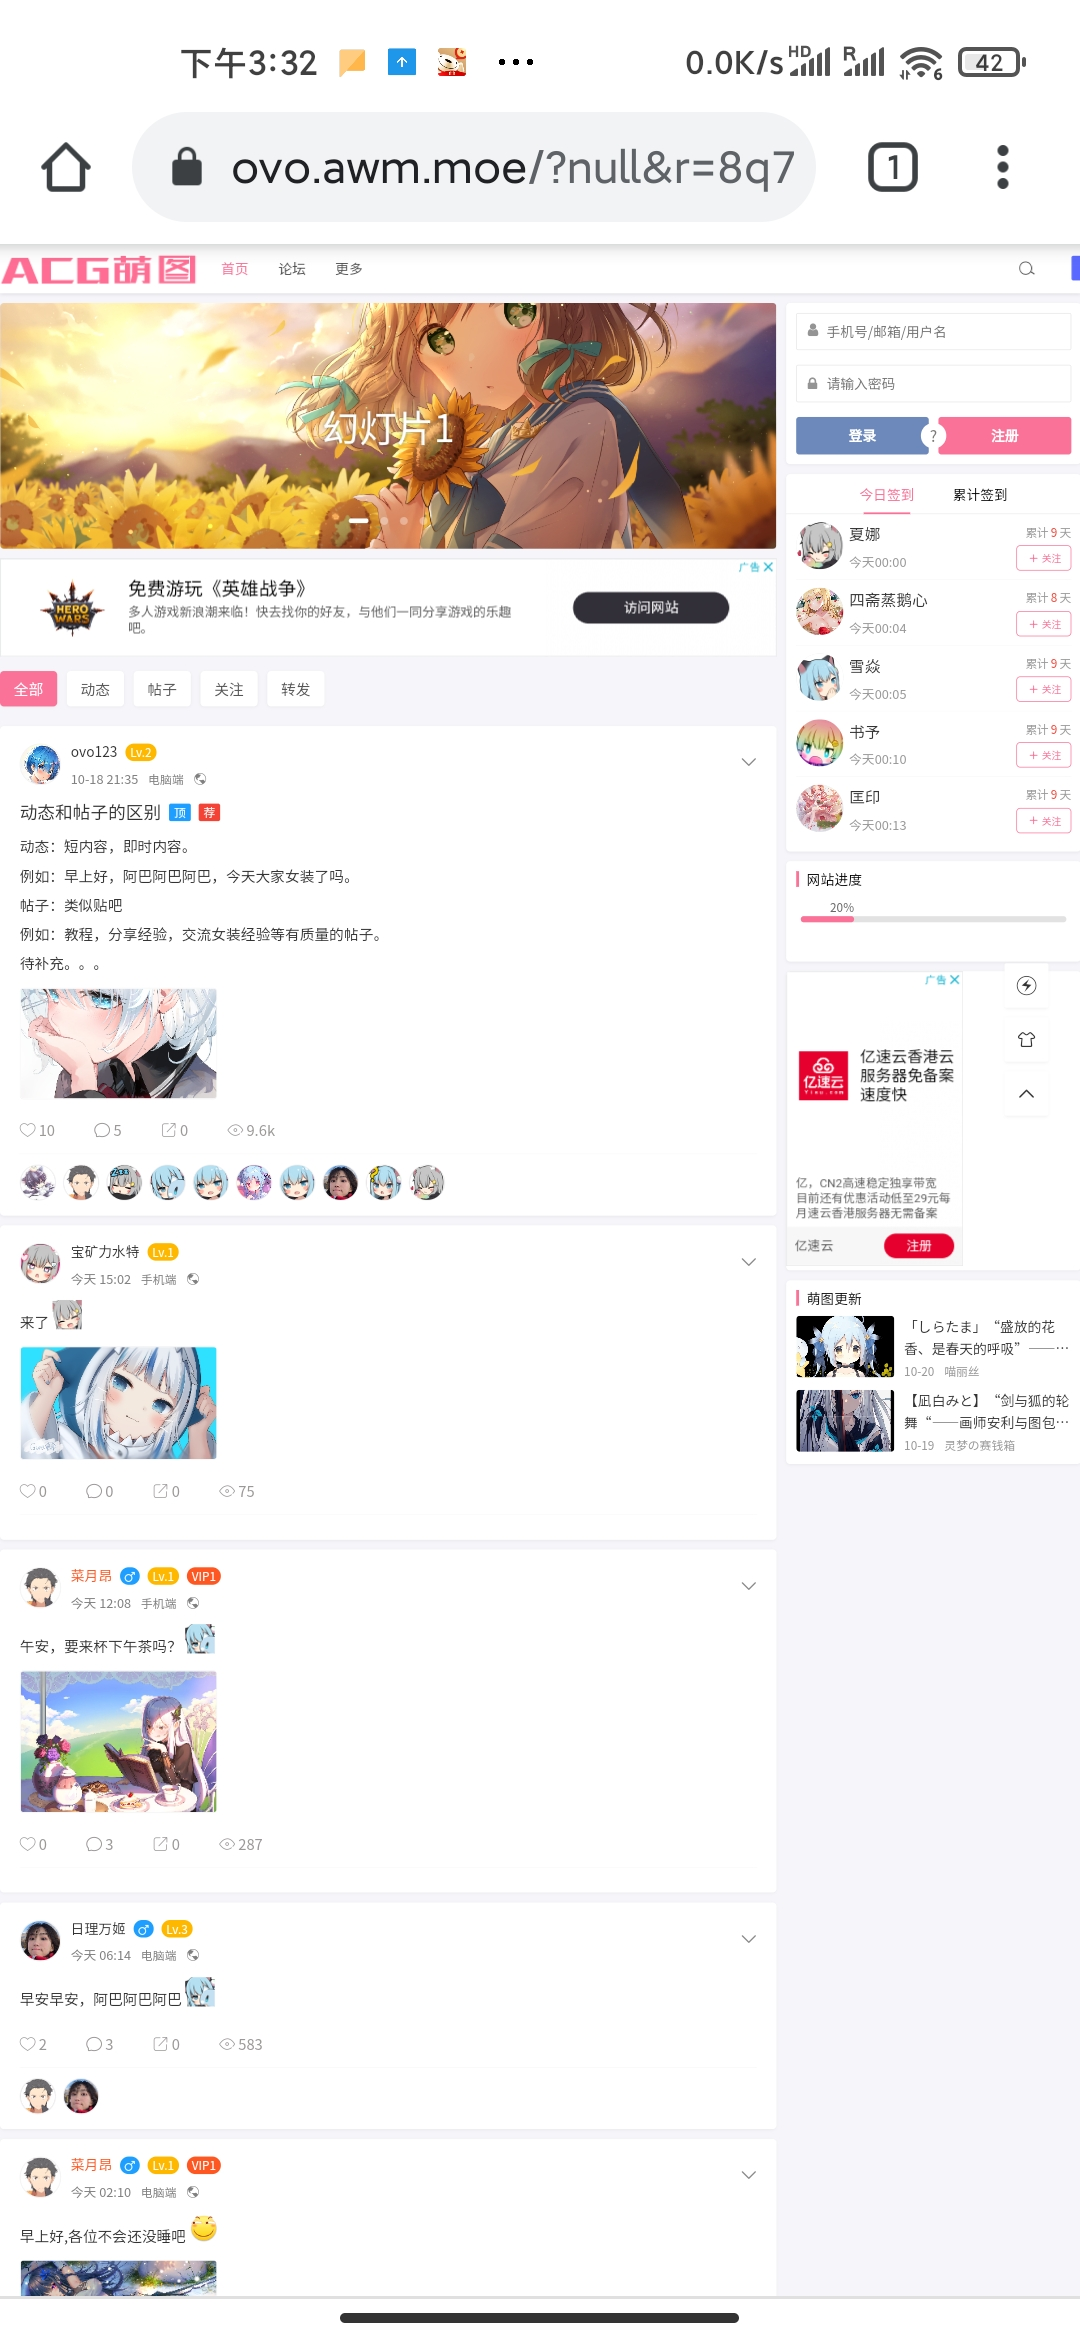 下午3:32
0.0K/s
HD
R
6
42
ovo.awm.moe/?null&r=8q7
1
ACG萌图
首页
论坛
更多
幻灯片1
广告
HERO WARS
免费游玩《英雄战争》
多人游戏新浪潮来临！快去找你的好友，与他们一同分享游戏的乐趣
吧。
访问网站
全部
动态
帖子
关注
转发
ovo123 Lv.2
10-18 21:35 电脑端
动态和帖子的区别 顶 荐
动态：短内容，即时内容。
例如：早上好，阿巴阿巴阿巴，今天大家女装了吗。
帖子：类似贴吧
例如：教程，分享经验，交流女装经验等有质量的帖子。
待补充。。。
10 5 0 9.6k
宝矿力水特 Lv.1
今天 15:02 手机端
来了
0 0 0 75
菜月昂 Lv.1 VIP1
今天 12:08 手机端
午安，要来杯下午茶吗？
0 3 0 287
日理万姬 Lv.3
今天 06:14 电脑端
早安早安，阿巴阿巴阿巴
2 3 0 583
菜月昂 Lv.1 VIP1
今天 02:10 电脑端
早上好,各位不会还没睡吧
手机号/邮箱/用户名
请输入密码
登录
?
注册
今日签到
累计签到
夏娜
累计 9 天
今天00:00
+ 关注
四斋蒸鹅心
累计 8 天
今天00:04
+ 关注
雪焱
累计 9 天
今天00:05
+ 关注
书予
累计 9 天
今天00:10
+ 关注
匡印
累计 9 天
今天00:13
+ 关注
网站进度
20%
广告
亿速云
亿速云香港云
服务器免备案
速度快
亿，CN2高速稳定独享带宽
目前还有优惠活动低至29元每
月速云香港服务器无需备案
亿速云
注册
萌图更新
「しらたま」“盛放的花
香、是春天的呼吸”——…
10-20 喵丽丝
【凪白みと】“剑与狐的轮
舞“——画师安利与图包…
10-19 灵梦の赛钱箱